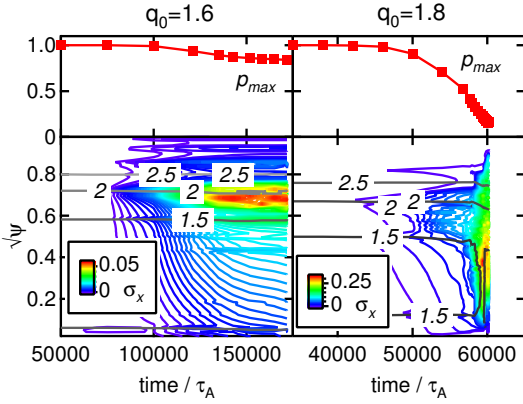 q0=1.6 q0=1.8
1.0
0.5
0
pmax pmax
0.8
0.6
0.4
0.2
√ψ
2.5 2.5
2 2
1.5
0.05
0 σx
2.5
2 2
1.5
0.25
0 σx
1.5
50000 100000 150000 40000 50000 60000
time / τA time / τA